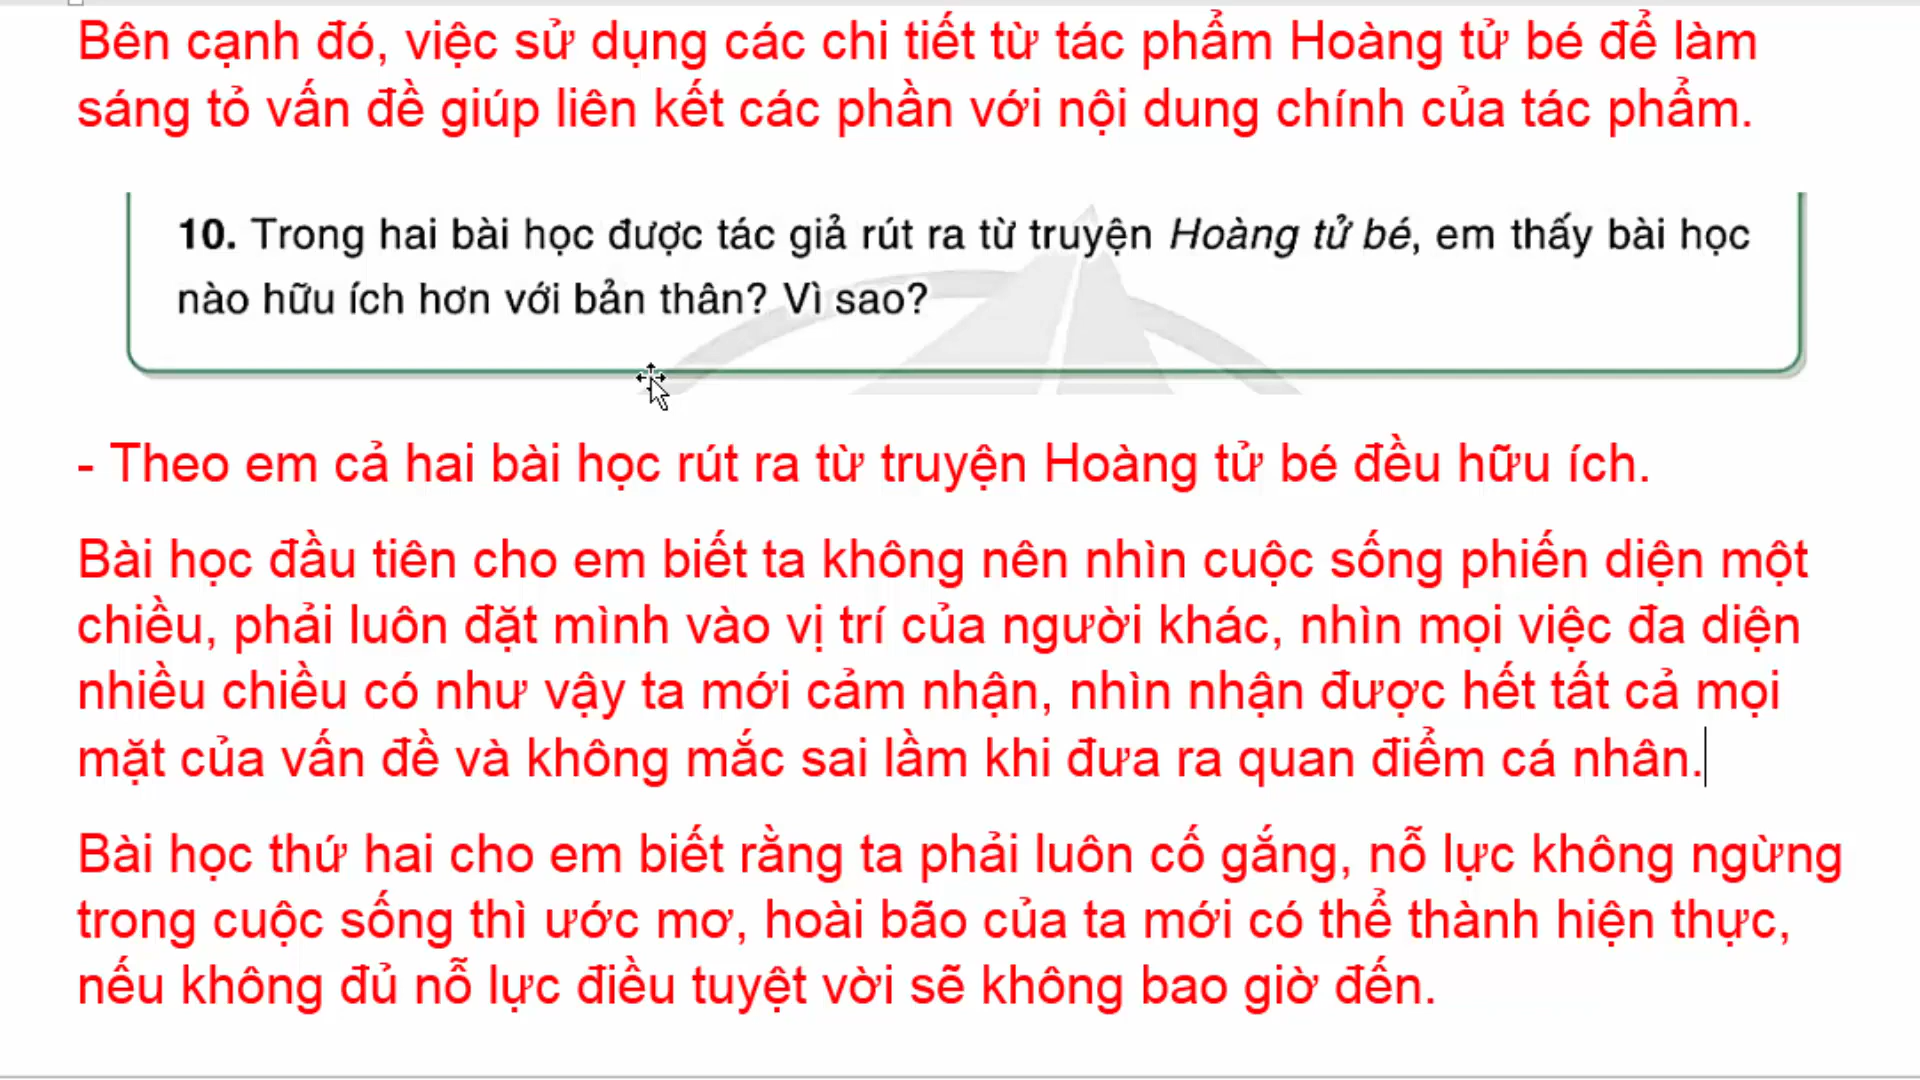 Bên cạnh đó, việc sử dụng các chi tiết từ tác phẩm Hoàng tử bé để làm
sáng tỏ vấn đề giúp liên kết các phần với nội dung chính của tác phẩm.
10. Trong hai bài học được tác giả rút ra từ truyện Hoàng tử bé, em thấy bài học
nào hữu ích hơn với bản thân? Vì sao?
- Theo em cả hai bài học rút ra từ truyện Hoàng tử bé đều hữu ích.
Bài học đầu tiên cho em biết ta không nên nhìn cuộc sống phiến diện một
chiều, phải luôn đặt mình vào vị trí của người khác, nhìn mọi việc đa diện
nhiều chiều có như vậy ta mới cảm nhận, nhìn nhận được hết tất cả mọi
mặt của vấn đề và không mắc sai lầm khi đưa ra quan điểm cá nhân.
Bài học thứ hai cho em biết rằng ta phải luôn cố gắng, nỗ lực không ngừng
trong cuộc sống thì ước mơ, hoài bão của ta mới có thể thành hiện thực,
nếu không đủ nỗ lực điều tuyệt vời sẽ không bao giờ đến.